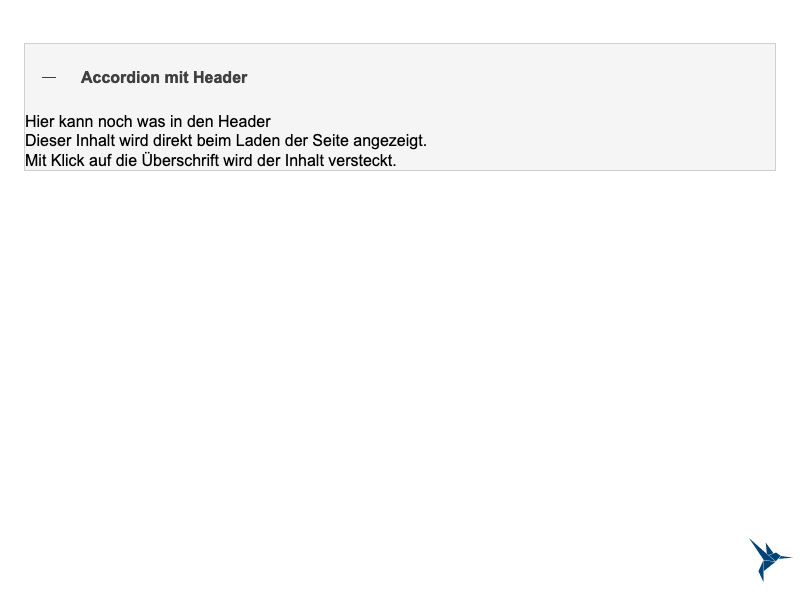 Accordion mit Header
Hier kann noch was in den Header
Dieser Inhalt wird direkt beim Laden der Seite angezeigt.
Mit Klick auf die Überschrift wird der Inhalt versteckt.